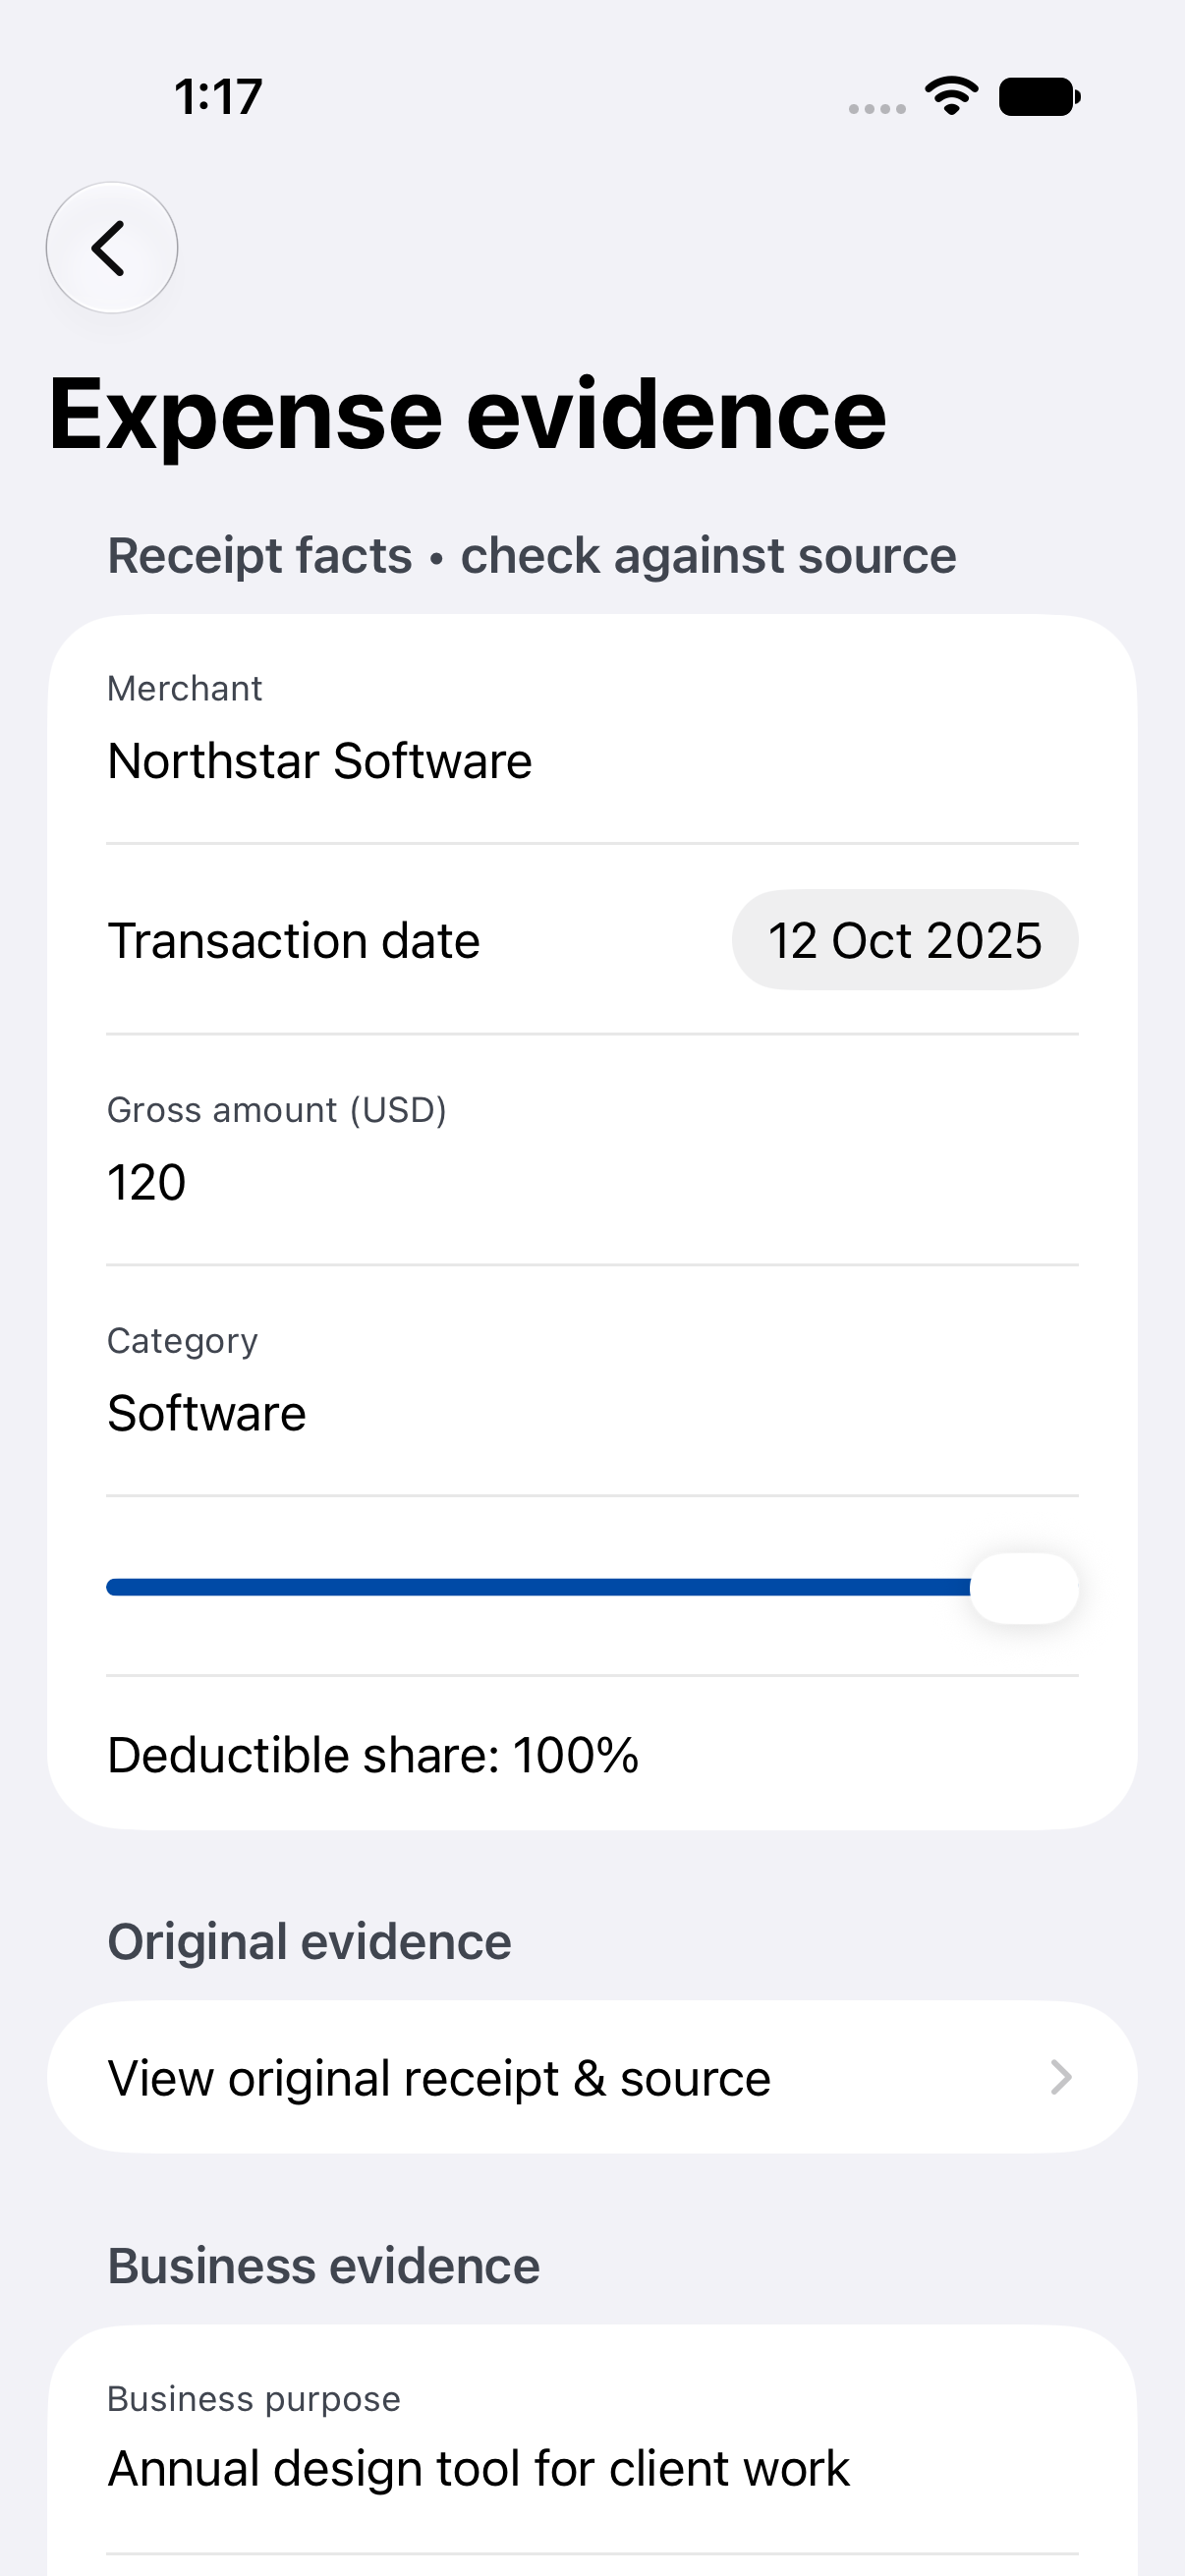 1:17
Expense evidence
Receipt facts • check against source
Merchant
Northstar Software
Transaction date
12 Oct 2025
Gross amount (USD)
120
Category
Software
Deductible share: 100%
Original evidence
View original receipt & source
Business evidence
Business purpose
Annual design tool for client work